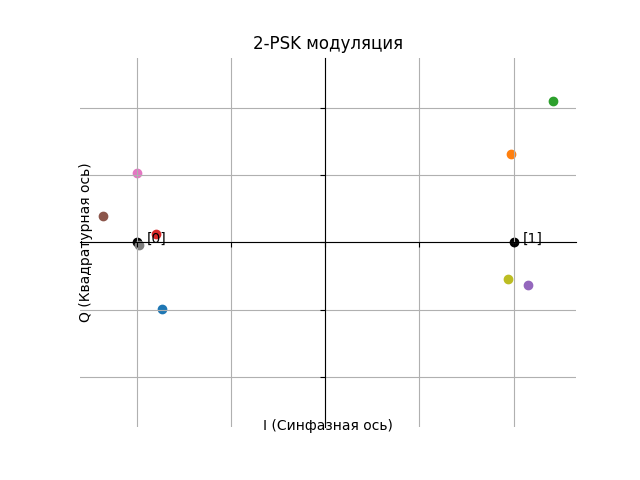 2-PSK модуляция
Q (Квадратурная ось)
[0]
[1]
I (Синфазная ось)